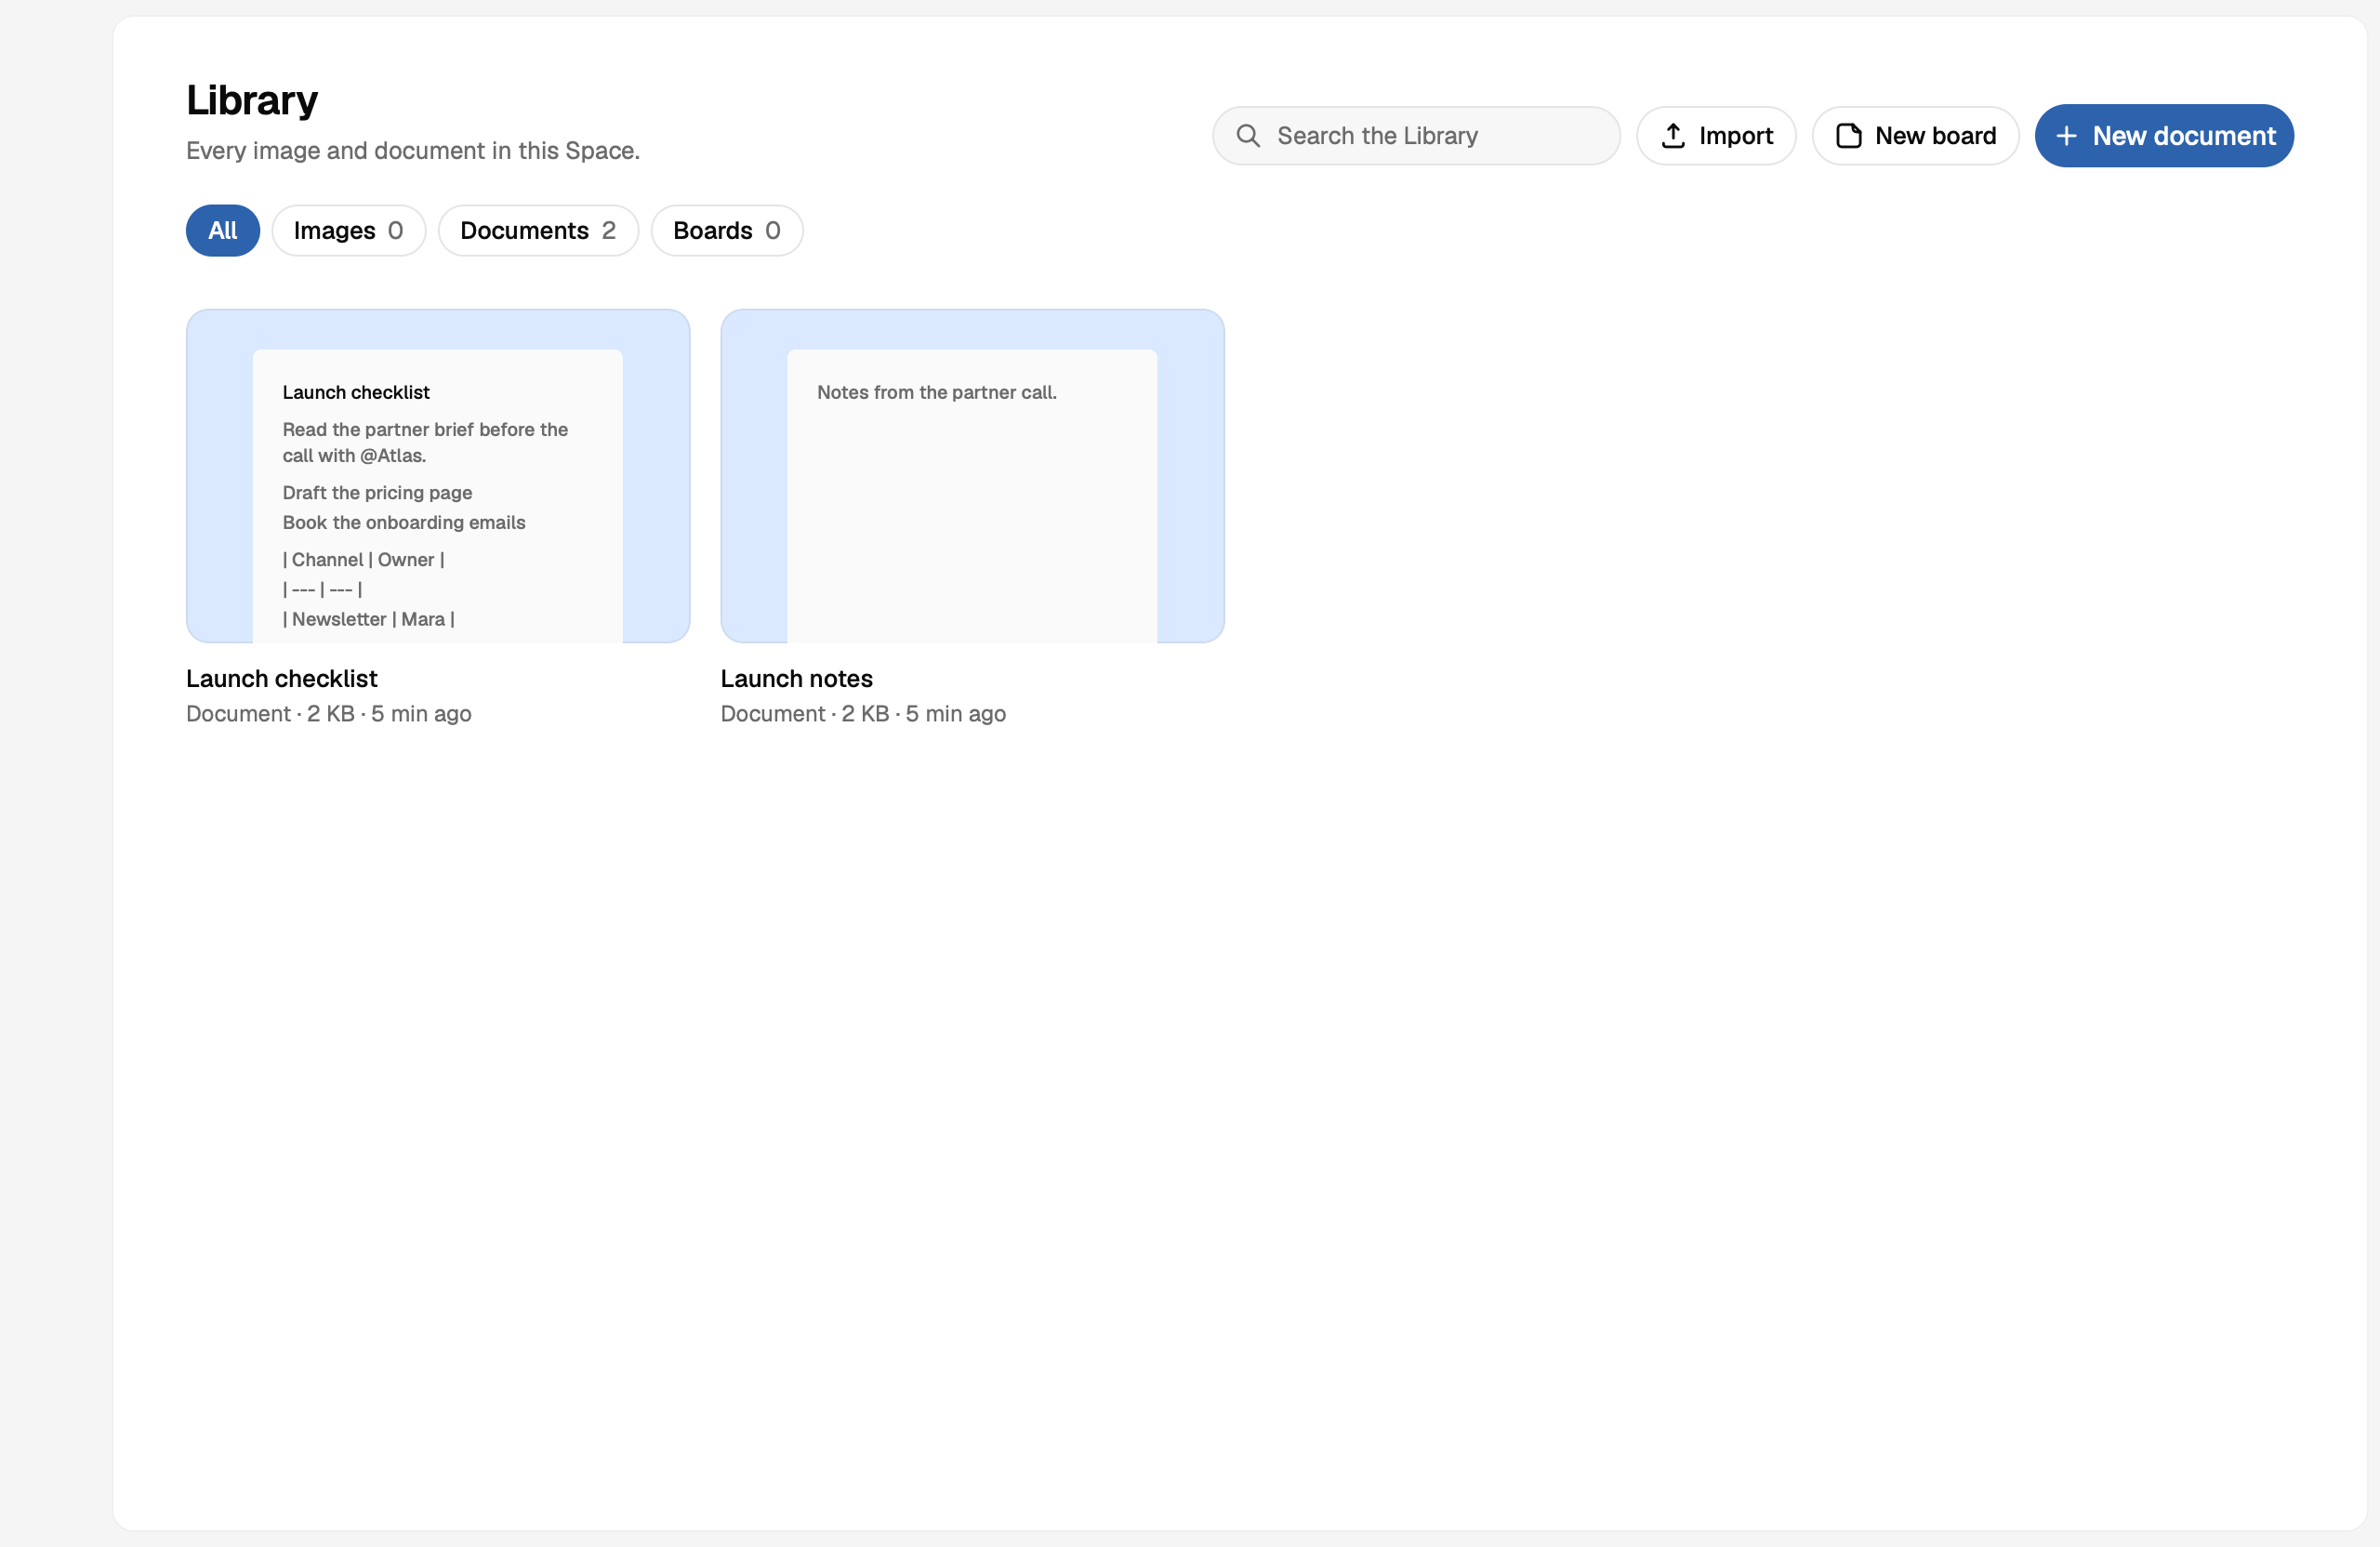 Library
Every image and document in this Space.
Search the Library
Import
New board
New document
All
Images 0
Documents 2
Boards 0
Launch checklist
Read the partner brief before the
call with @Atlas.
Draft the pricing page
Book the onboarding emails
| Channel | Owner |
| --- | --- |
| Newsletter | Mara |
Launch checklist
Document · 2 KB · 5 min ago
Notes from the partner call.
Launch notes
Document · 2 KB · 5 min ago